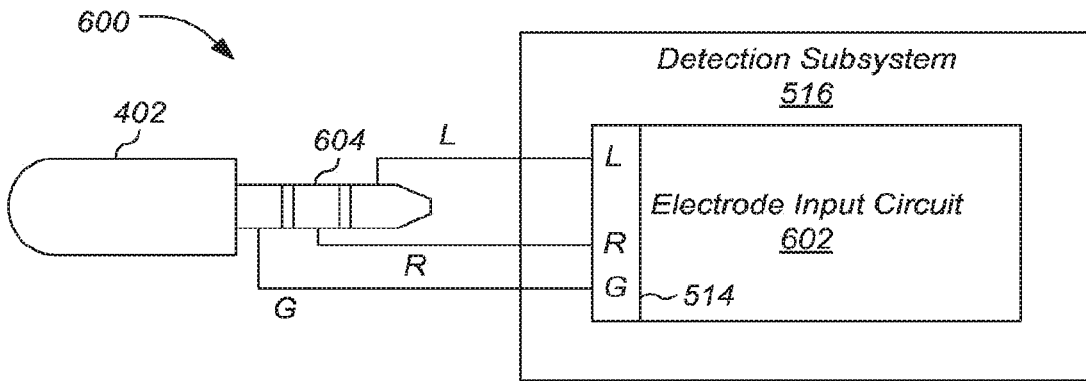 600
Detection Subsystem
516
402
604
L
L
Electrode Input Circuit
602
R
R
G
G
514